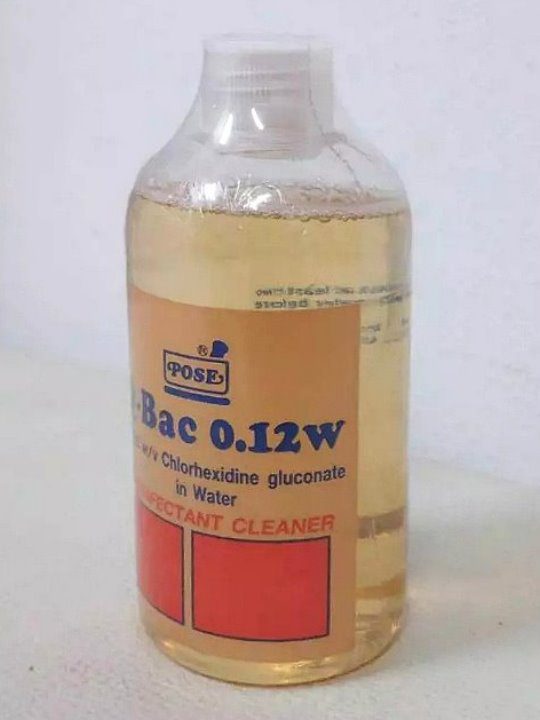 ® POSE
-Bac 0.12w
w/v Chlorhexidine gluconate
in Water
FECTANT CLEANER